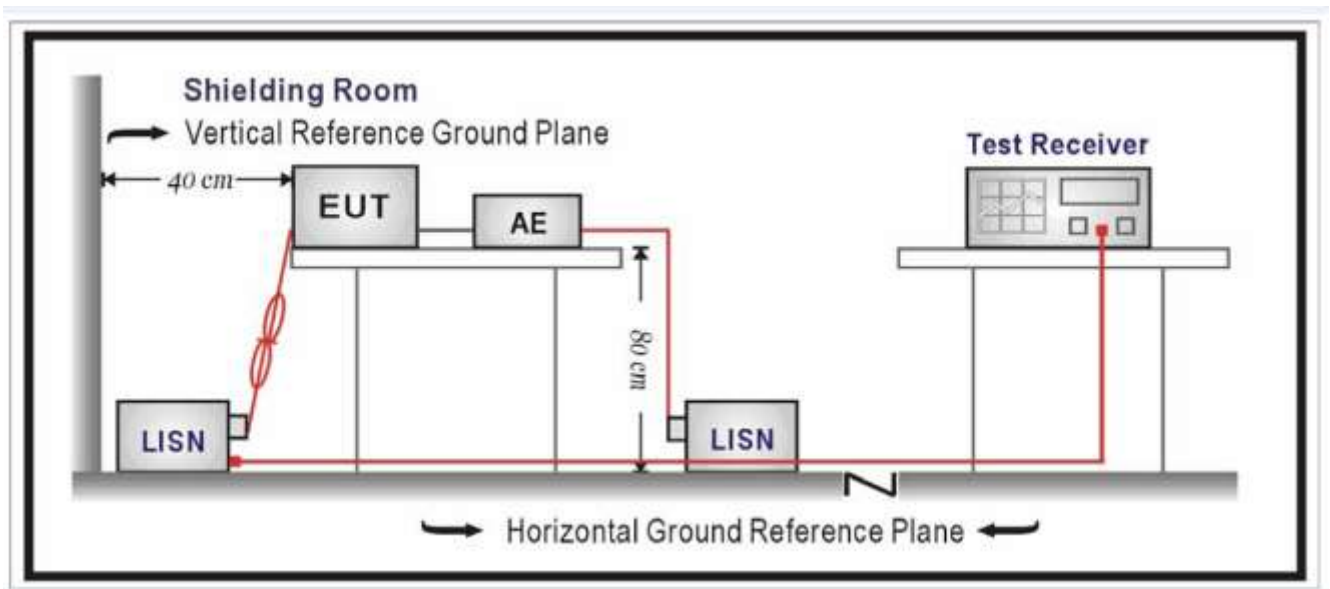 Shielding Room
Vertical Reference Ground Plane
Test Receiver
40 cm
EUT
AE
80 cm
LISN
LISN
Horizontal Ground Reference Plane